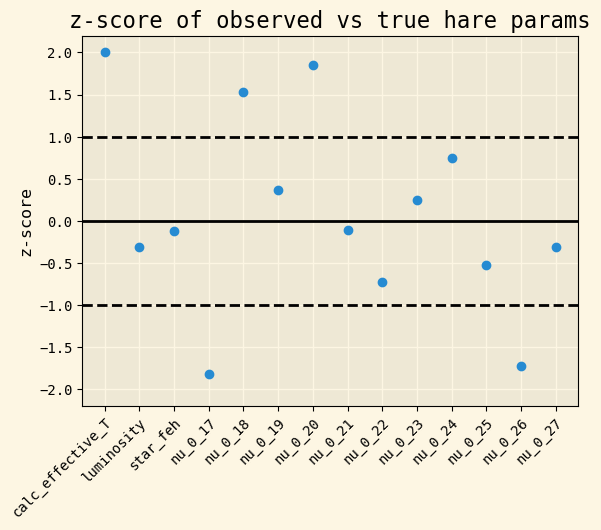 z-score of observed vs true hare params
z-score
2.0
1.5
1.0
0.5
0.0
−0.5
−1.0
−1.5
−2.0
calc_effective_T
luminosity
star_feh
nu_0_17
nu_0_18
nu_0_19
nu_0_20
nu_0_21
nu_0_22
nu_0_23
nu_0_24
nu_0_25
nu_0_26
nu_0_27